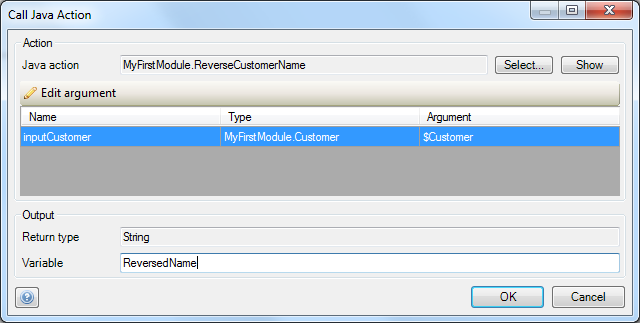 Call Java Action
Action
Java action MyFirstModule.ReverseCustomerName Select... Show
Edit argument
Name Type Argument
inputCustomer MyFirstModule.Customer $Customer
Output
Return type String
Variable ReversedName
? OK Cancel